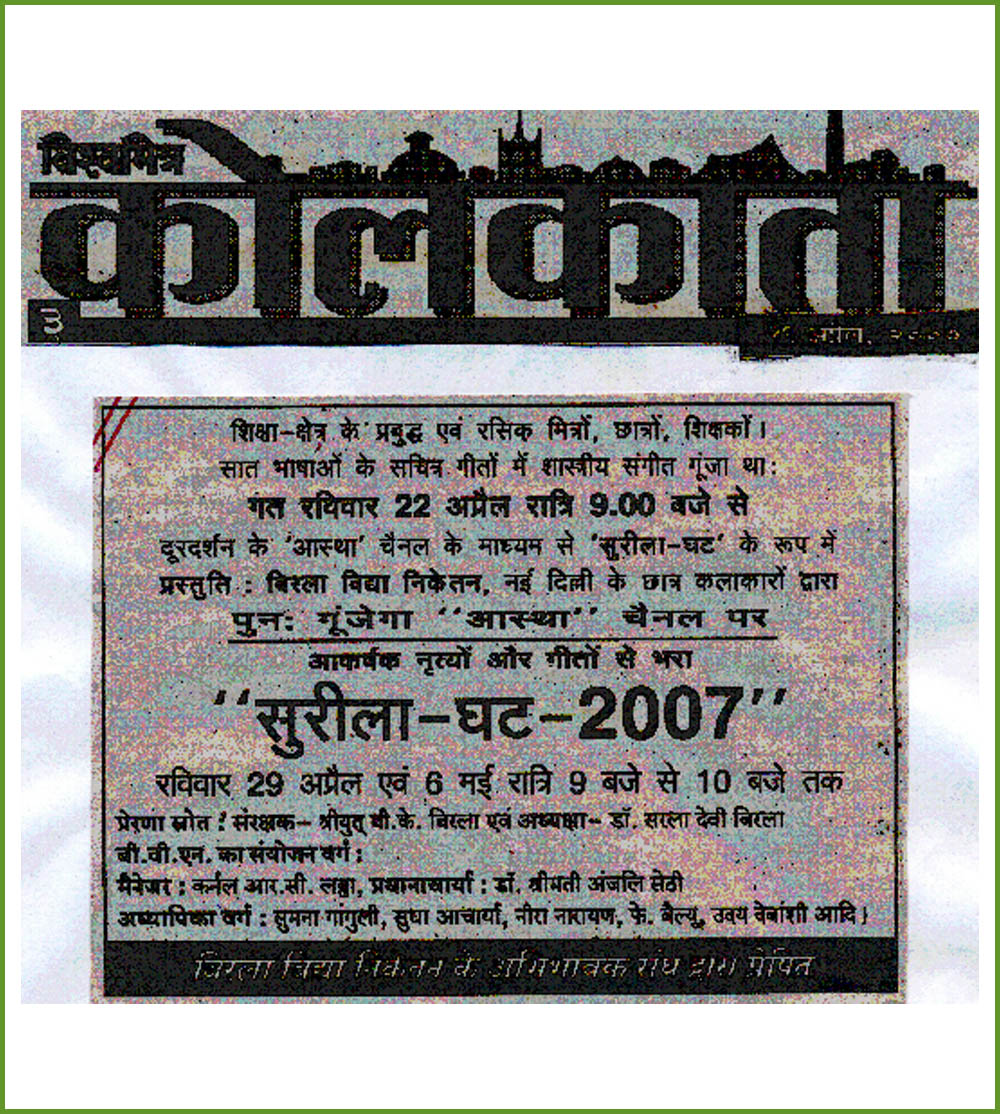 विश्वमित्र
कोलकाता
३
अप्रैल, २००७
शिक्षा-क्षेत्र के प्रबुद्ध एवं रसिक मित्रों, छात्रों, शिक्षकों।
सात भाषाओं के सचित्र गीतों में शास्त्रीय संगीत गूंजा था:
गत रविवार 22 अप्रैल रात्रि 9.00 बजे से
दूरदर्शन के 'आस्था' चैनल के माध्यम से 'सुरीला-घट' के रूप में
प्रस्तुति : बिरला विद्या निकेतन, नई दिल्ली के छात्र कलाकारों द्वारा
पुनः गूंजेगा "आस्था" चैनल पर
आकर्षक नृत्यों और गीतों से भरा
"सुरीला-घट-2007"
रविवार 29 अप्रैल एवं 6 मई रात्रि 9 बजे से 10 बजे तक
प्रेरणा स्रोत : संरक्षक- श्रीयुत् बी.के. बिरला एवं अध्यक्षा- डॉ. सरला देवी बिरला
बी.वी.एन. का संयोजन वर्ग :
मैनेजर : कर्नल आर.सी. लड्ढा, प्रधानाचार्या : डॉ. श्रीमती अंजलि सेठी
अध्यापिका वर्ग : सुमना गांगुली, सुधा आचार्या, नीरा नारायण, के. वैल्यू, उदय देवांशी आदि।
बिरला विद्या निकेतन के अभिभावक संघ द्वारा प्रेषित